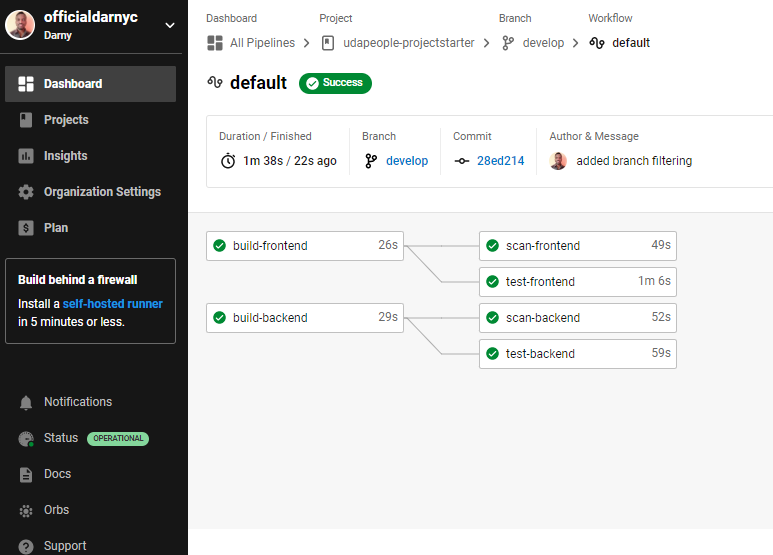 officialdarnyc
Darny
Dashboard
Projects
Insights
Organization Settings
Plan
Build behind a firewall
Install a self-hosted runner
in 5 minutes or less.
Notifications
Status OPERATIONAL
Docs
Orbs
Support
Dashboard Project Branch Workflow
All Pipelines udapeople-projectstarter develop default
default Success
Duration / Finished Branch Commit Author & Message
1m 38s / 22s ago develop 28ed214 added branch filtering
build-frontend 26s scan-frontend 49s
test-frontend 1m 6s
build-backend 29s scan-backend 52s
test-backend 59s